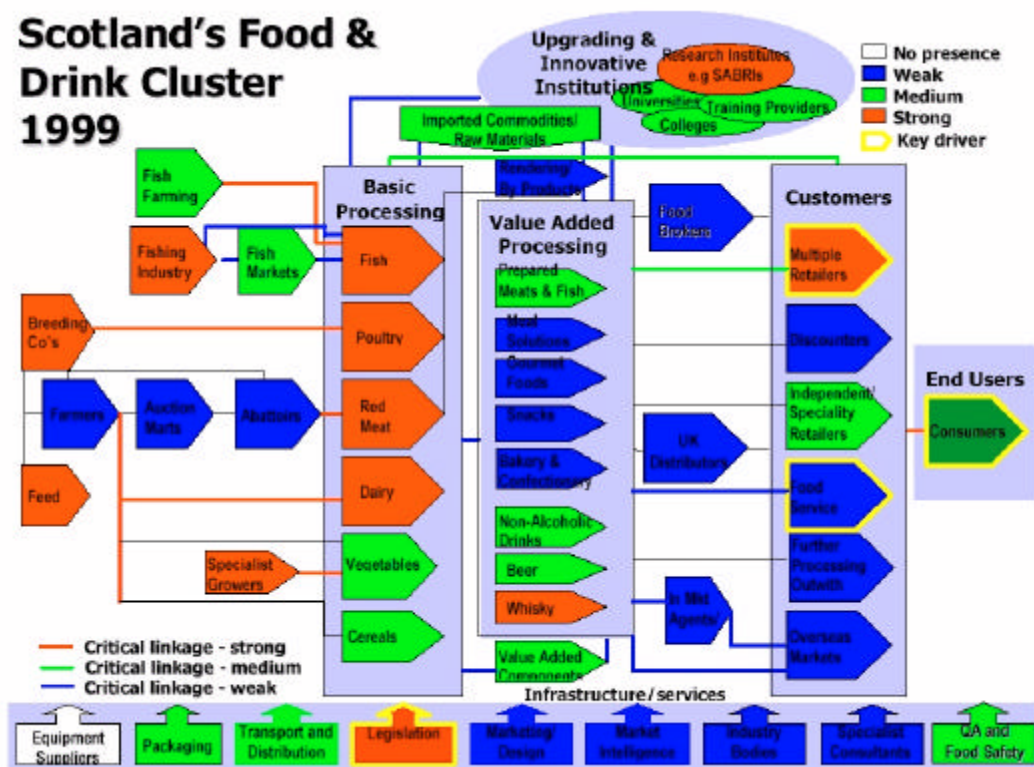 Scotland's Food &
Drink Cluster
1999
Upgrading &
Innovative
Institutions
Research Institutes
e.g SABRIs
Universities
Training Providers
Colleges
No presence
Weak
Medium
Strong
Key driver
Imported Commodities/
Raw Materials
Fish
Farming
Fishing
Industry
Fish
Markets
Breeding
Co's
Farmers
Auction
Marts
Abattoirs
Feed
Specialist
Growers
Basic
Processing
Fish
Poultry
Red
Meat
Dairy
Vegetables
Cereals
Rendering/
By Products
Value Added
Processing
Prepared
Meats & Fish
Meal
Solutions
Gourmet
Foods
Snacks
Bakery &
Confectionery
Non-Alcoholic
Drinks
Beer
Whisky
Value Added
Components
Food
Brokers
UK
Distributors
In Mkt
Agents/
Customers
Multiple
Retailers
Discounters
Independent/
Speciality
Retailers
Food
Service
Further
Processing
Outwith
Overseas
Markets
End Users
Consumers
Critical linkage - strong
Critical linkage - medium
Critical linkage - weak
Infrastructure/services
Equipment
Suppliers
Packaging
Transport and
Distribution
Legislation
Marketing/
Design
Market
Intelligence
Industry
Bodies
Specialist
Consultants
QA and
Food Safety